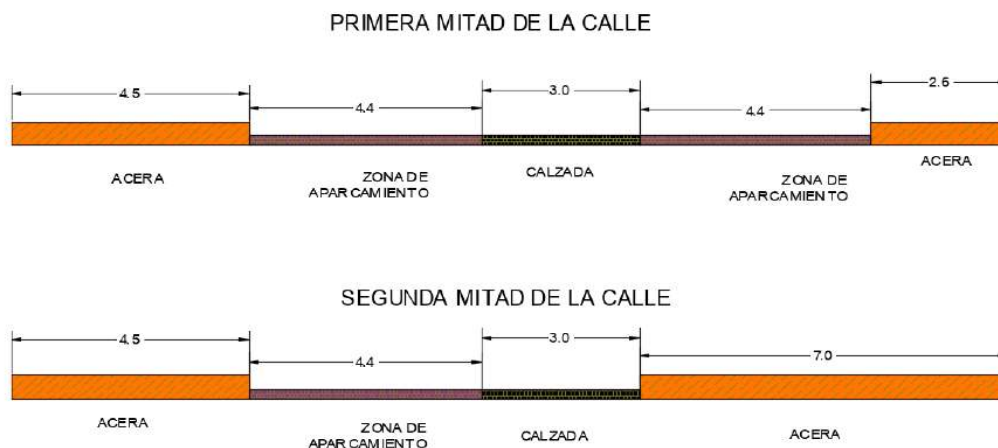 PRIMERA MITAD DE LA CALLE
2.6
4.5
3.0
4.4
4.4
ACERA
ZONA DE
APARCAMIENTO
CALZADA
ZONA DE
APARCAMIENTO
ACERA
SEGUNDA MITAD DE LA CALLE
4.5
3.0
4.4
7.0
ACERA
ZONA DE
APARCAMIENTO
CALZADA
ACERA